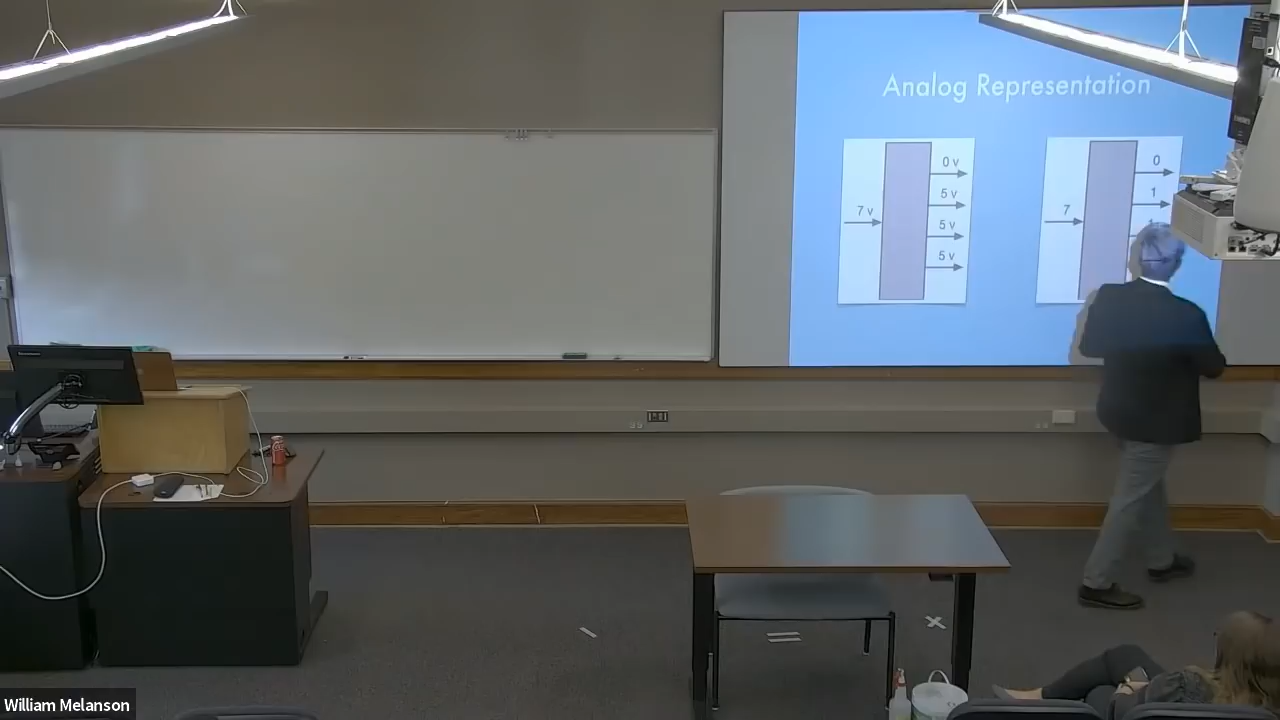 Analog Representation
7 v
0 v
5 v
5 v
5 v
7
0
1
William Melanson